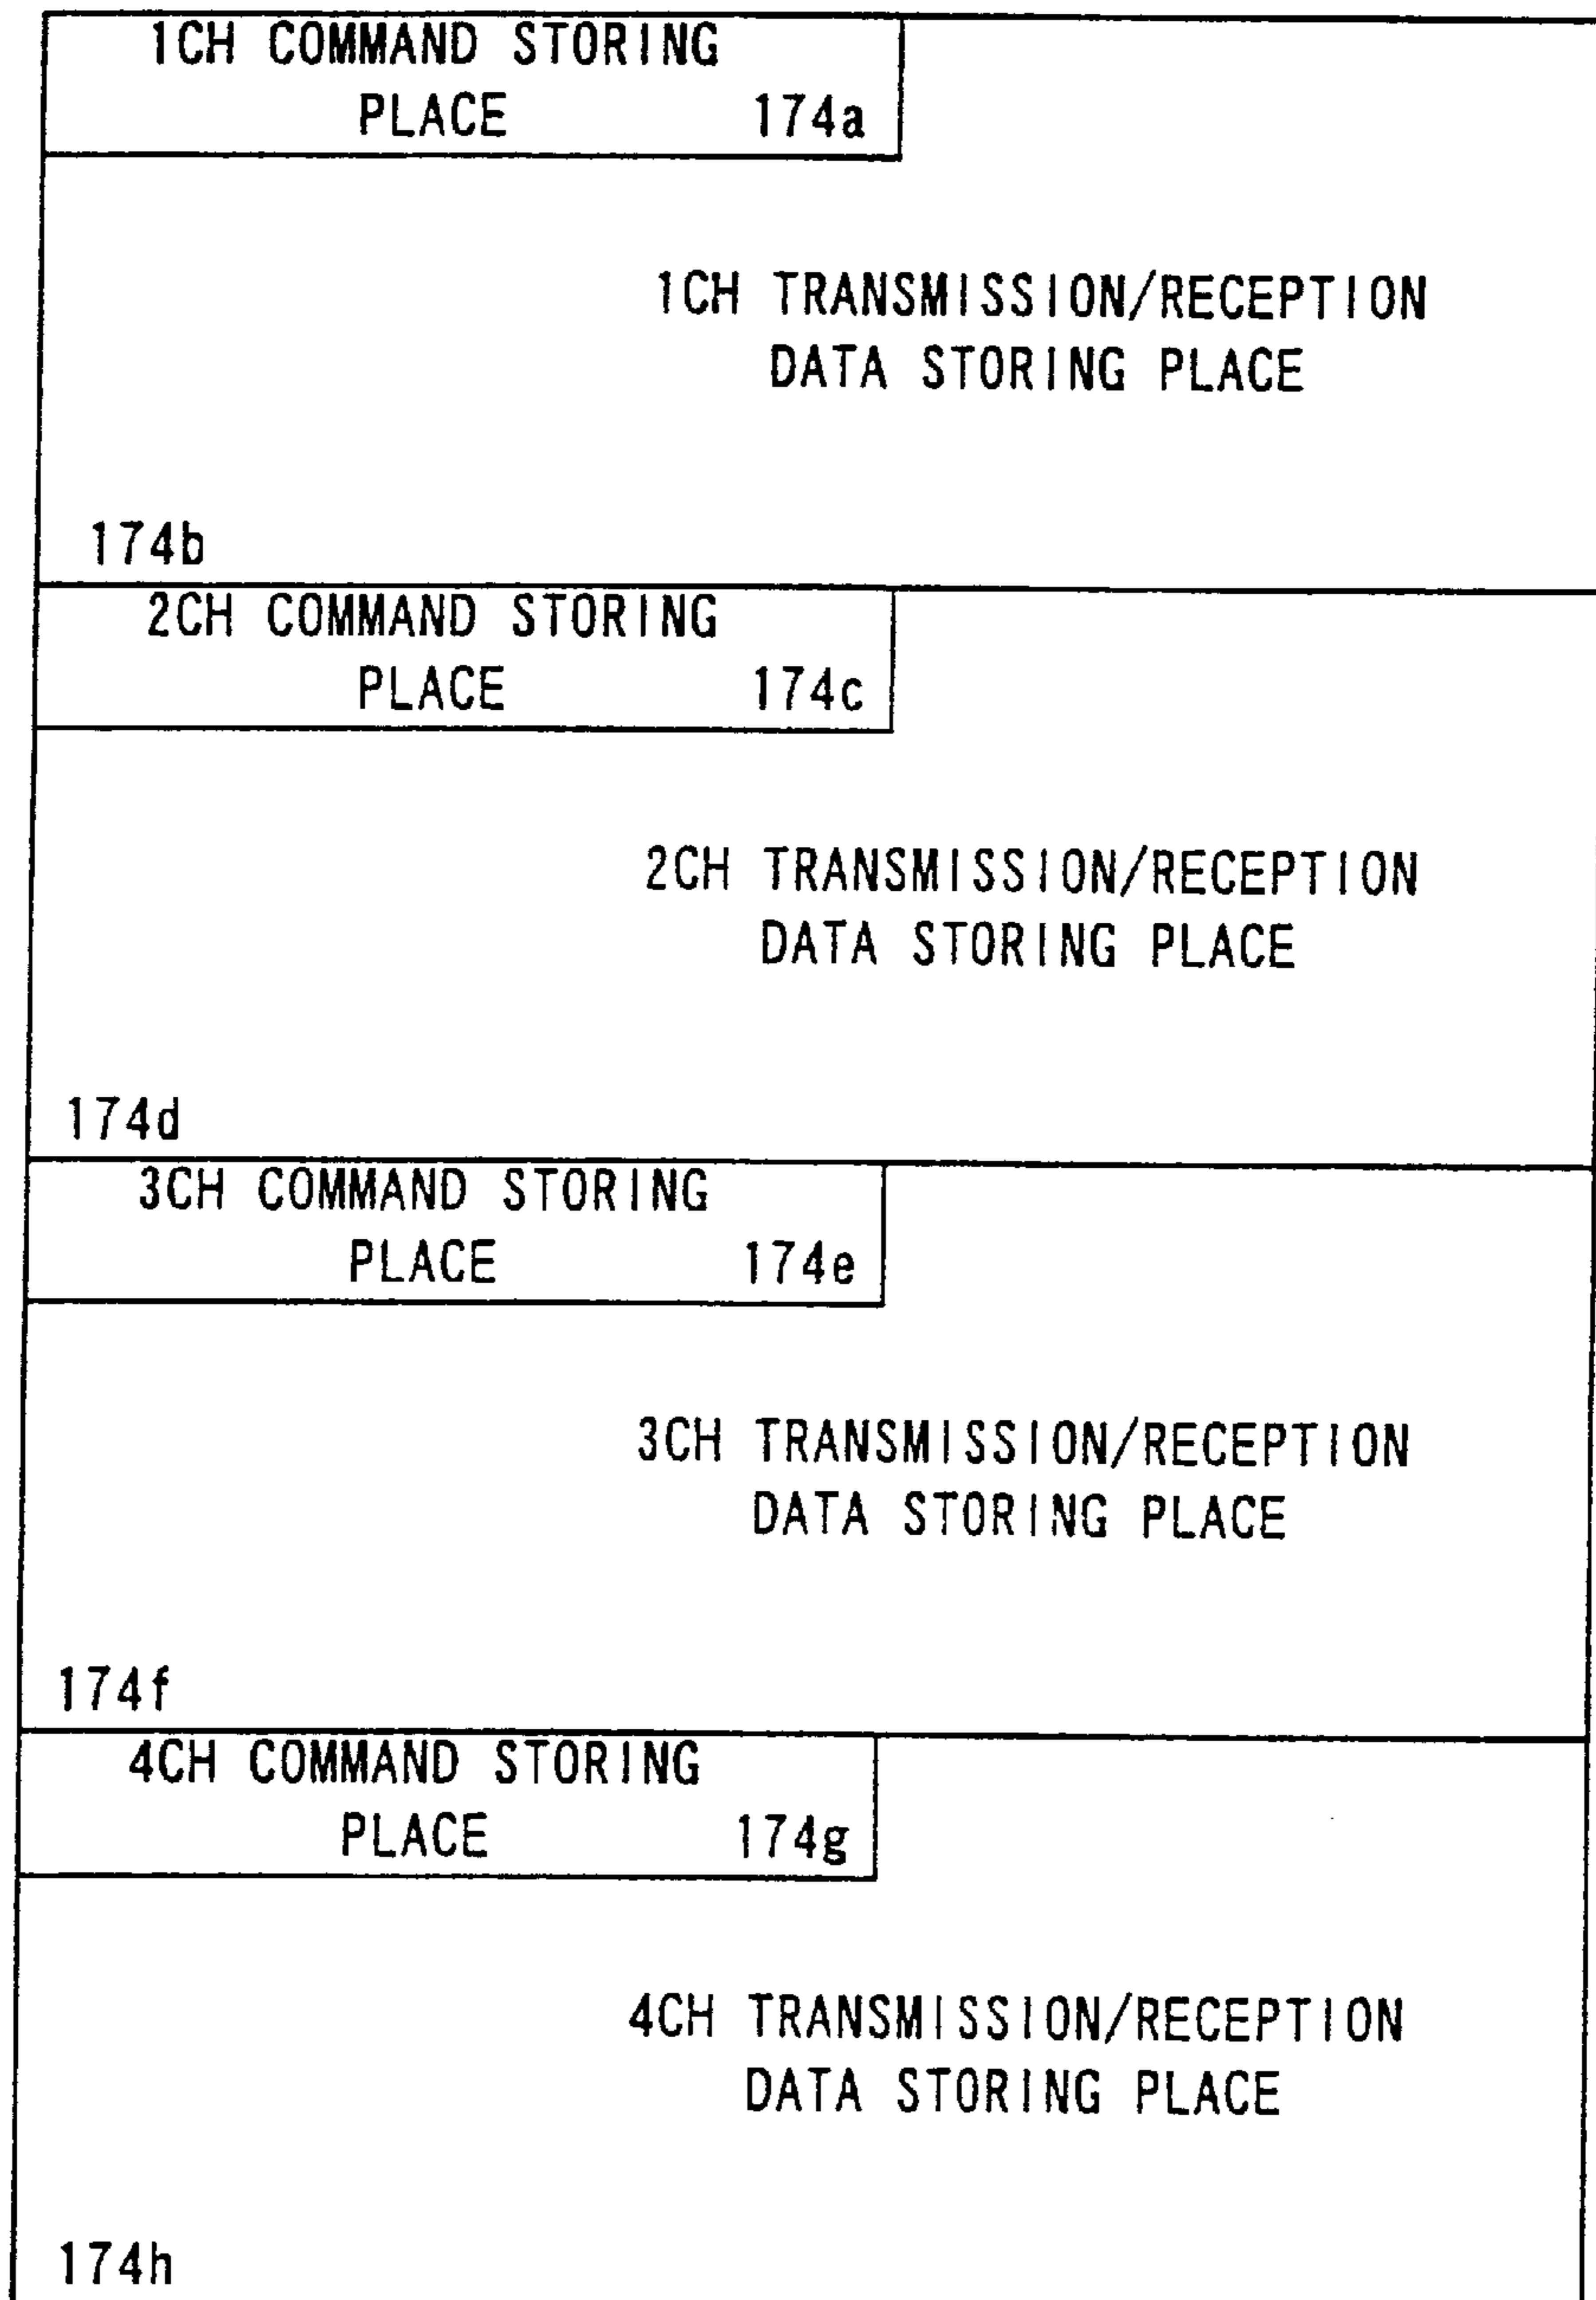 1CH COMMAND STORING
PLACE 174a
1CH TRANSMISSION/RECEPTION
DATA STORING PLACE
174b
2CH COMMAND STORING
PLACE 174c
2CH TRANSMISSION/RECEPTION
DATA STORING PLACE
174d
3CH COMMAND STORING
PLACE 174e
3CH TRANSMISSION/RECEPTION
DATA STORING PLACE
174f
4CH COMMAND STORING
PLACE 174g
4CH TRANSMISSION/RECEPTION
DATA STORING PLACE
174h